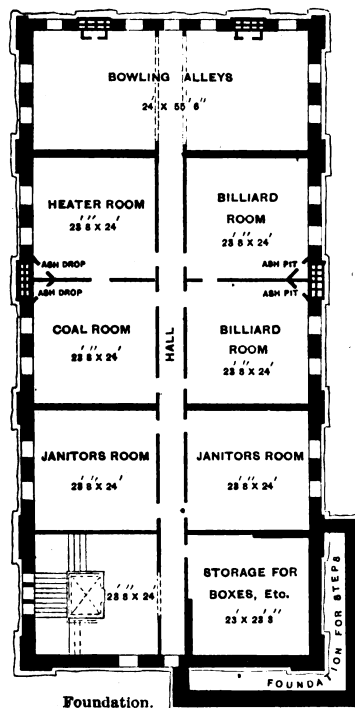 BOWLING ALLEYS
24' X 55' 6"
HEATER ROOM
23' 8" X 24'
BILLIARD
ROOM
23' 8" X 24'
ASH DROP
ASH PIT
ASH DROP
ASH PIT
COAL ROOM
23' 8" X 24'
HALL
BILLIARD
ROOM
23' 8" X 24'
JANITORS ROOM
23' 8" X 24'
JANITORS ROOM
23' 8" X 24'
23' 8" X 24'
STORAGE FOR
BOXES, Etc.
23' X 23' 8"
FOUNDATION FOR STEPS
Foundation.